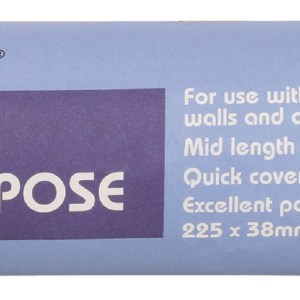 ®
POSE
For use with
walls and
Mid length
Quick cover
Excellent
225 x 38mm